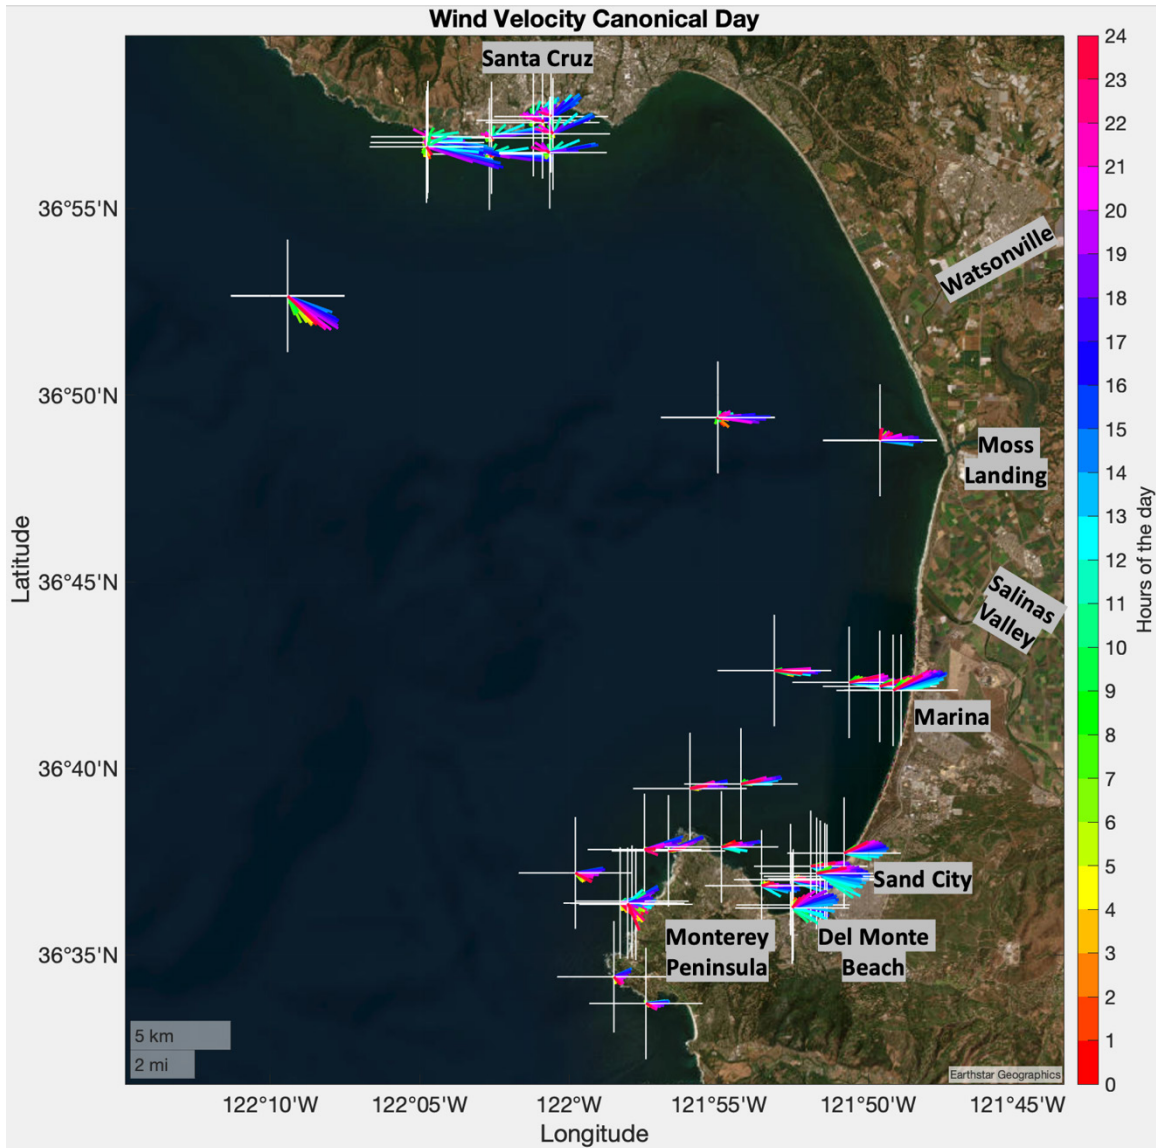 Wind Velocity Canonical Day
Santa Cruz
Watsonville
Moss
Landing
Salinas
Valley
Marina
Sand City
Monterey
Peninsula
Del Monte
Beach
36°55'N
36°50'N
36°45'N
36°40'N
36°35'N
Latitude
122°10'W
122°05'W
122°W
121°55'W
121°50'W
121°45'W
Longitude
5 km
2 mi
Earthstar Geographics
24
23
22
21
20
19
18
17
16
15
14
13
12
11
10
9
8
7
6
5
4
3
2
1
0
Hours of the day